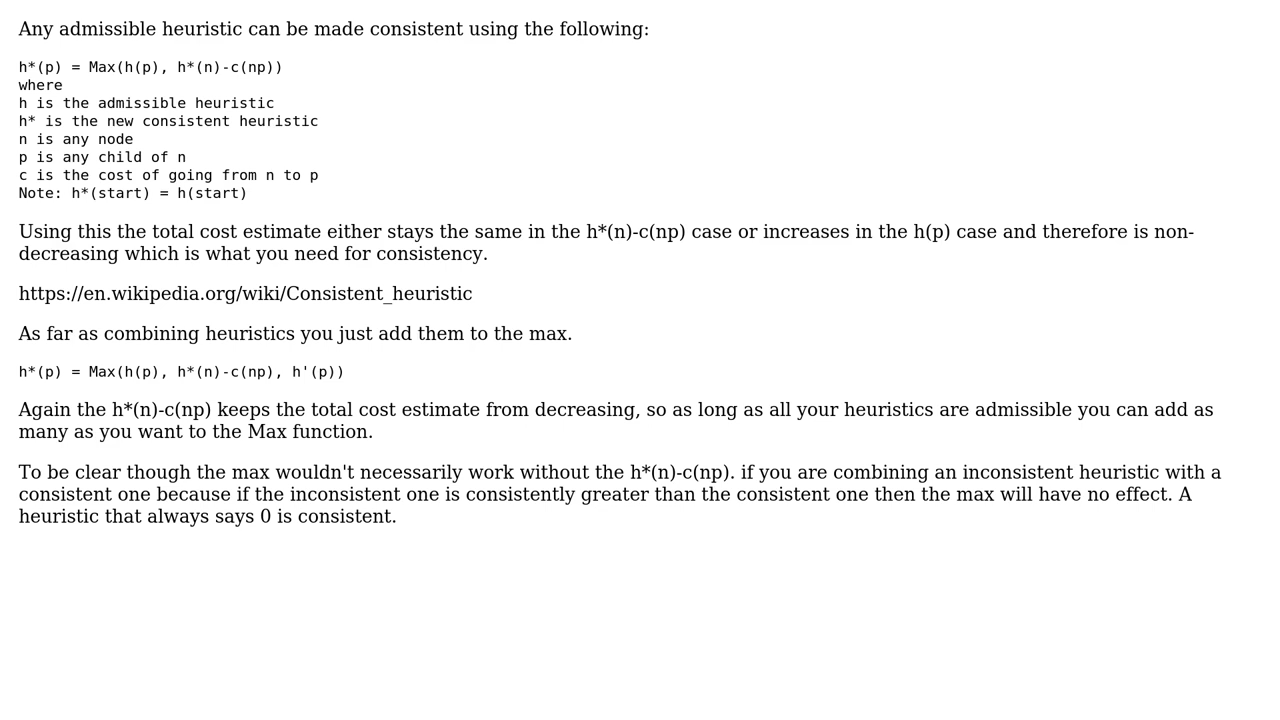 Any admissible heuristic can be made consistent using the following:
h*(p) = Max(h(p), h*(n)-c(np))
where
h is the admissible heuristic
h* is the new consistent heuristic
n is any node
p is any child of n
c is the cost of going from n to p
Note: h*(start) = h(start)
Using this the total cost estimate either stays the same in the h*(n)-c(np) case or increases in the h(p) case and therefore is non-
decreasing which is what you need for consistency.
https://en.wikipedia.org/wiki/Consistent_heuristic
As far as combining heuristics you just add them to the max.
h*(p) = Max(h(p), h*(n)-c(np), h'(p))
Again the h*(n)-c(np) keeps the total cost estimate from decreasing, so as long as all your heuristics are admissible you can add as
many as you want to the Max function.
To be clear though the max wouldn't necessarily work without the h*(n)-c(np). if you are combining an inconsistent heuristic with a
consistent one because if the inconsistent one is consistently greater than the consistent one then the max will have no effect. A
heuristic that always says 0 is consistent.